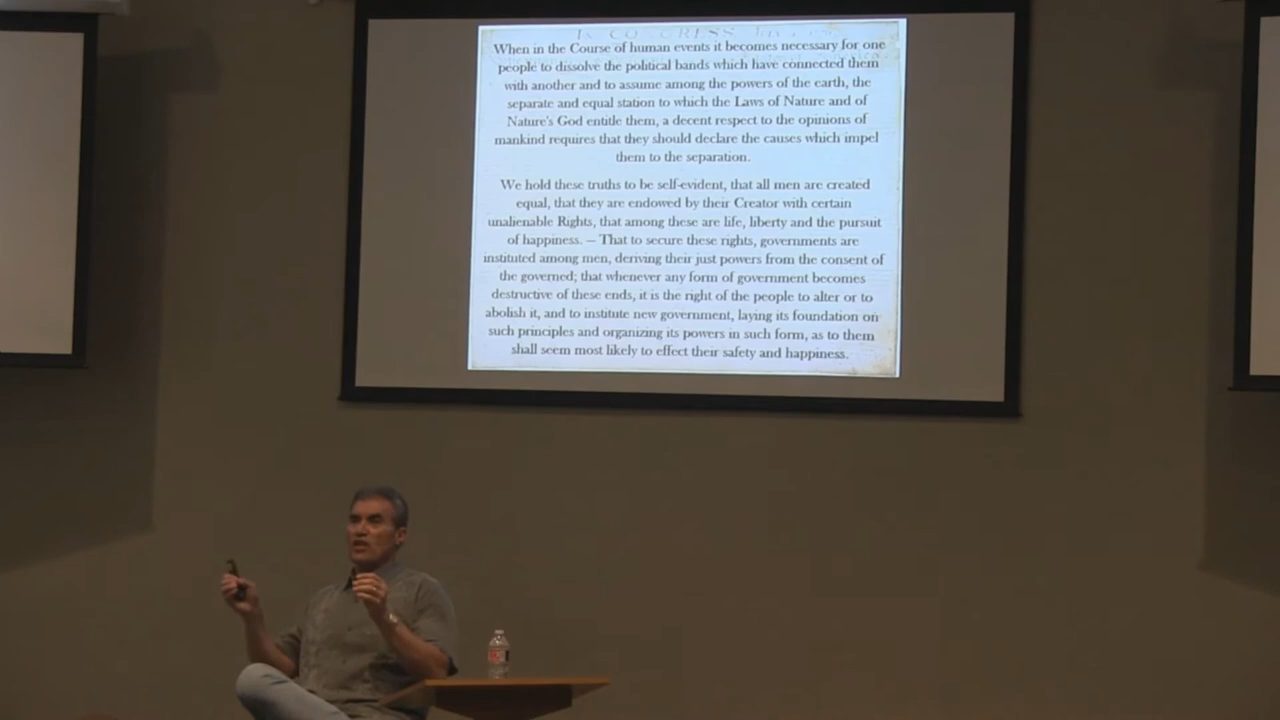 IN CONGRESS, July
When in the Course of human events it becomes necessary for one
people to dissolve the political bands which have connected them
with another and to assume among the powers of the earth, the
separate and equal station to which the Laws of Nature and of
Nature's God entitle them, a decent respect to the opinions of
mankind requires that they should declare the causes which impel
them to the separation.
We hold these truths to be self-evident, that all men are created
equal, that they are endowed by their Creator with certain
unalienable Rights, that among these are life, liberty and the pursuit
of happiness. – That to secure these rights, governments are
instituted among men, deriving their just powers from the consent of
the governed; that whenever any form of government becomes
destructive of these ends, it is the right of the people to alter or to
abolish it, and to institute new government, laying its foundation on
such principles and organizing its powers in such form, as to them
shall seem most likely to effect their safety and happiness.